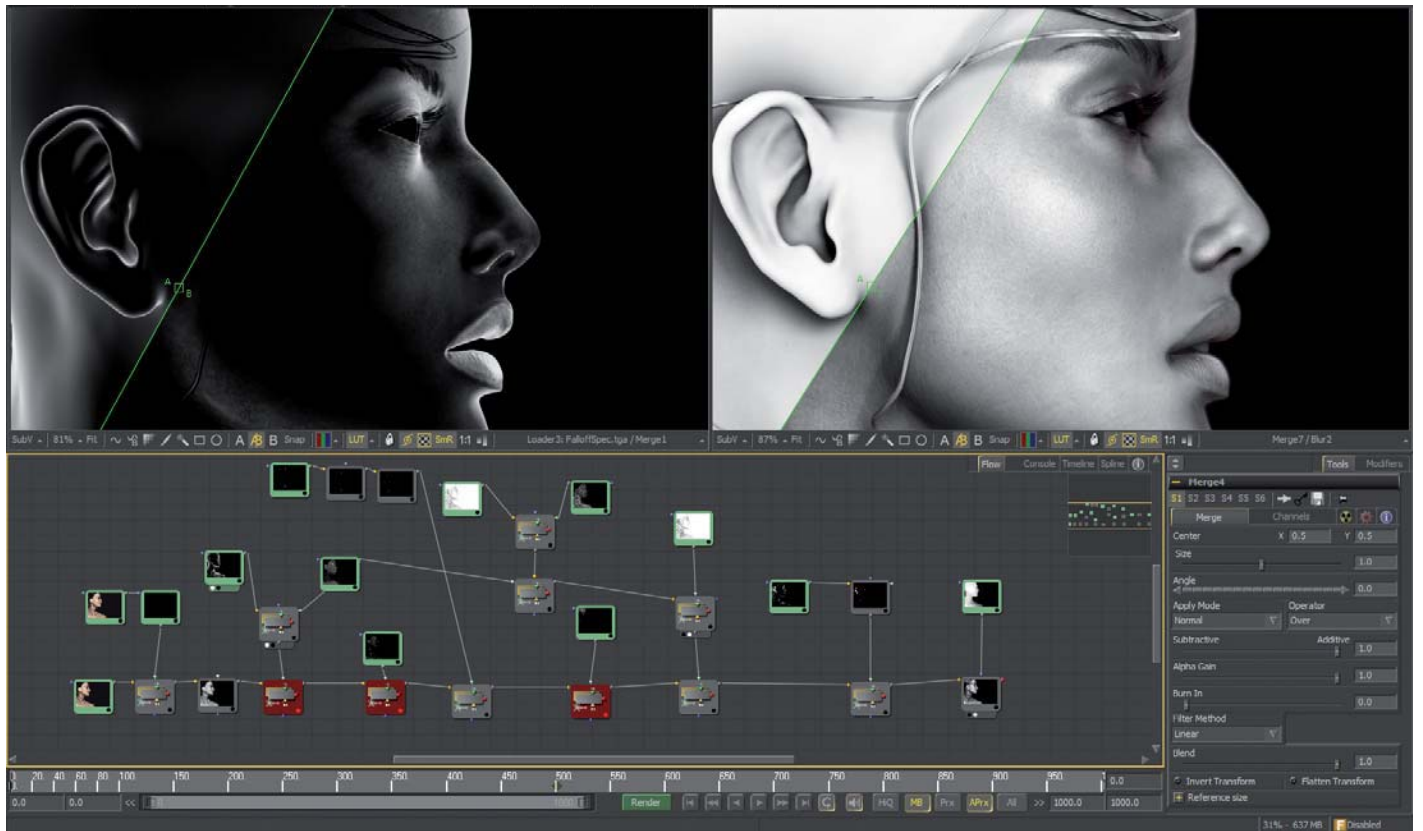 A
B
A
SubV 81% Fit A B B Snap LUT SmR 1:1 Loader3: FalloffSpec.tga / Merge1
SubV 87% Fit A B B Snap LUT SmR 1:1 Merge7 / Blur2
Flow Console Timeline Spline
Tools Modifiers
Merge4
S1 S2 S3 S4 S5 S6
Merge Channels
Center X 0.5 Y 0.5
Size
1.0
Angle
0.0
Apply Mode Operator
Normal Over
Subtractive Additive
1.0
Alpha Gain
1.0
Burn In
0.0
Filter Method
Linear
Blend
1.0
Invert Transform Flatten Transform
Reference size
0. 20. 40. 60. 80. 100. 150. 200. 250. 300. 350. 400. 450. 500. 550. 600. 650. 700. 750. 800. 850. 900. 950. 0.0
0.0 0.0 << 1000.0 Render HiQ MB Prx APrx All >> 1000.0 1000.0
31% - 637 MB Disabled